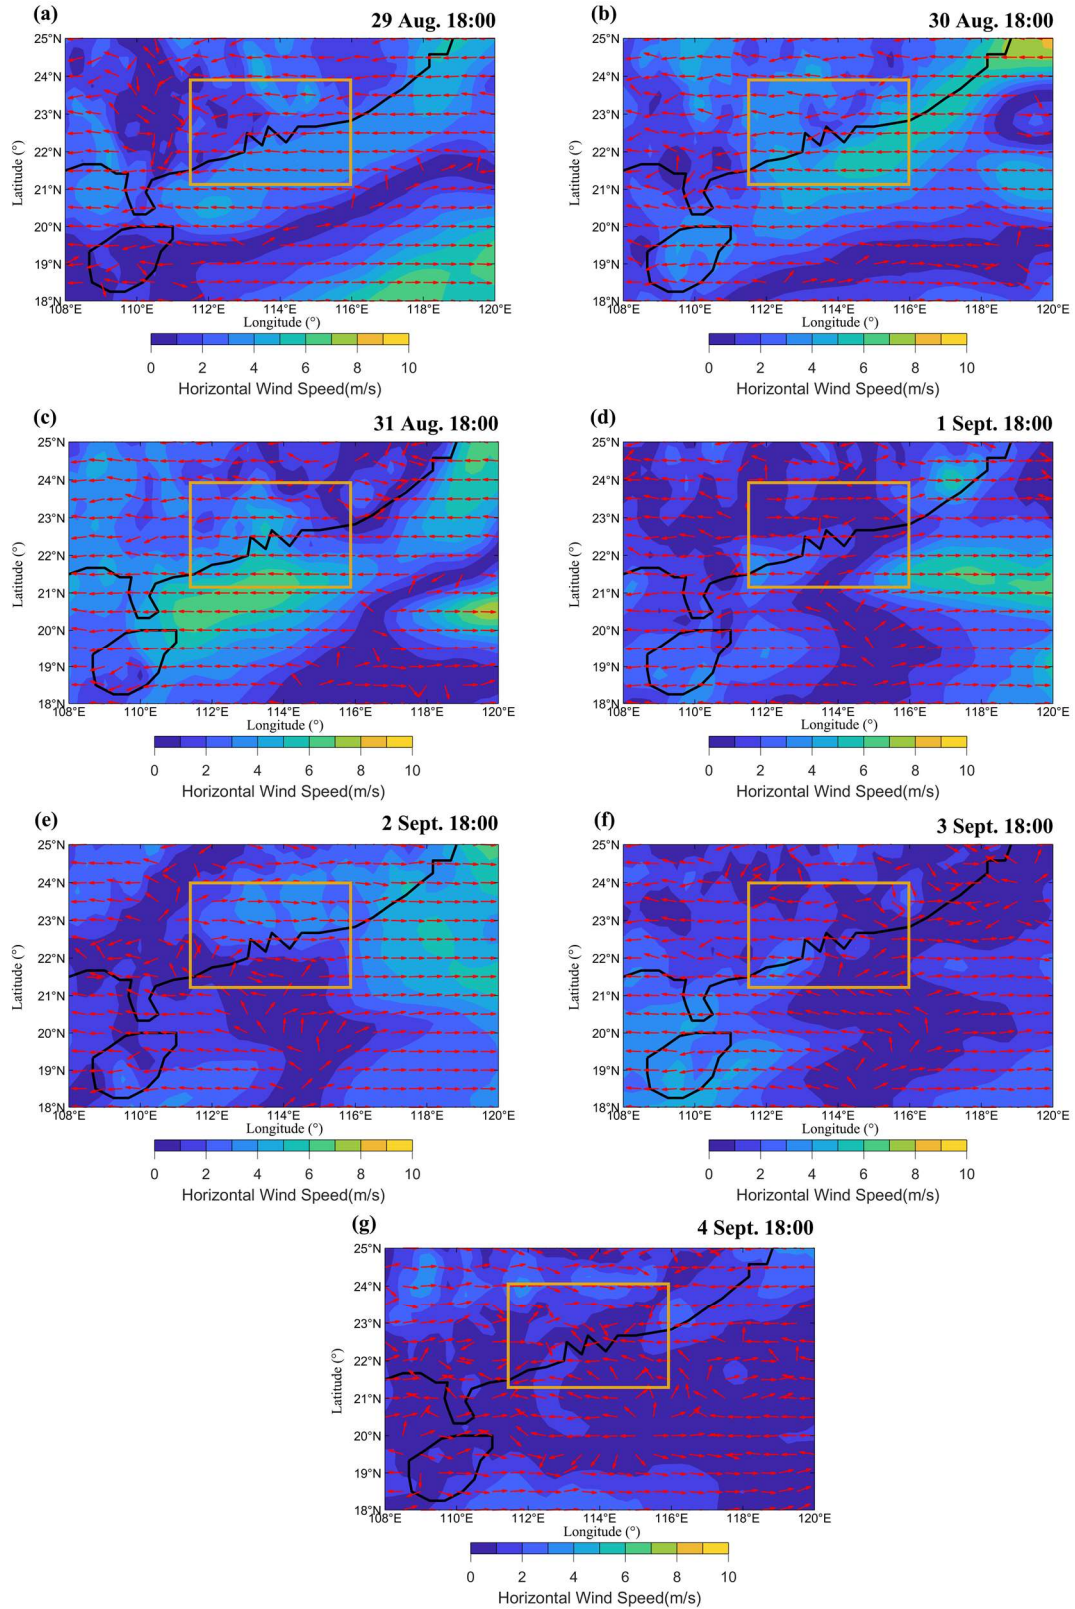 (a) 29 Aug. 18:00
25°N
24°N
23°N
22°N
21°N
20°N
19°N
18°N
Latitude (°)
108°E 110°E 112°E 114°E 116°E 118°E 120°E
Longitude (°)
0 2 4 6 8 10
Horizontal Wind Speed(m/s)
(b) 30 Aug. 18:00
25°N
24°N
23°N
22°N
21°N
20°N
19°N
18°N
Latitude (°)
108°E 110°E 112°E 114°E 116°E 118°E 120°E
Longitude (°)
0 2 4 6 8 10
Horizontal Wind Speed(m/s)
(c) 31 Aug. 18:00
25°N
24°N
23°N
22°N
21°N
20°N
19°N
18°N
Latitude (°)
108°E 110°E 112°E 114°E 116°E 118°E 120°E
Longitude (°)
0 2 4 6 8 10
Horizontal Wind Speed(m/s)
(d) 1 Sept. 18:00
25°N
24°N
23°N
22°N
21°N
20°N
19°N
18°N
Latitude (°)
108°E 110°E 112°E 114°E 116°E 118°E 120°E
Longitude (°)
0 2 4 6 8 10
Horizontal Wind Speed(m/s)
(e) 2 Sept. 18:00
25°N
24°N
23°N
22°N
21°N
20°N
19°N
18°N
Latitude (°)
108°E 110°E 112°E 114°E 116°E 118°E 120°E
Longitude (°)
0 2 4 6 8 10
Horizontal Wind Speed(m/s)
(f) 3 Sept. 18:00
25°N
24°N
23°N
22°N
21°N
20°N
19°N
18°N
Latitude (°)
108°E 110°E 112°E 114°E 116°E 118°E 120°E
Longitude (°)
0 2 4 6 8 10
Horizontal Wind Speed(m/s)
(g) 4 Sept. 18:00
25°N
24°N
23°N
22°N
21°N
20°N
19°N
18°N
Latitude (°)
108°E 110°E 112°E 114°E 116°E 118°E 120°E
Longitude (°)
0 2 4 6 8 10
Horizontal Wind Speed(m/s)